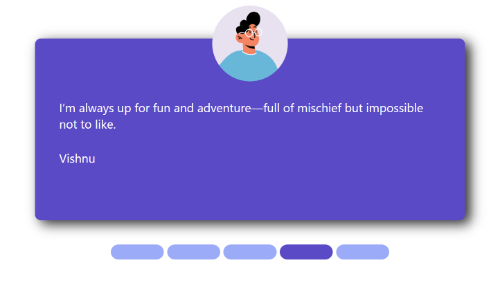 I'm always up for fun and adventure—full of mischief but impossible
not to like.
Vishnu